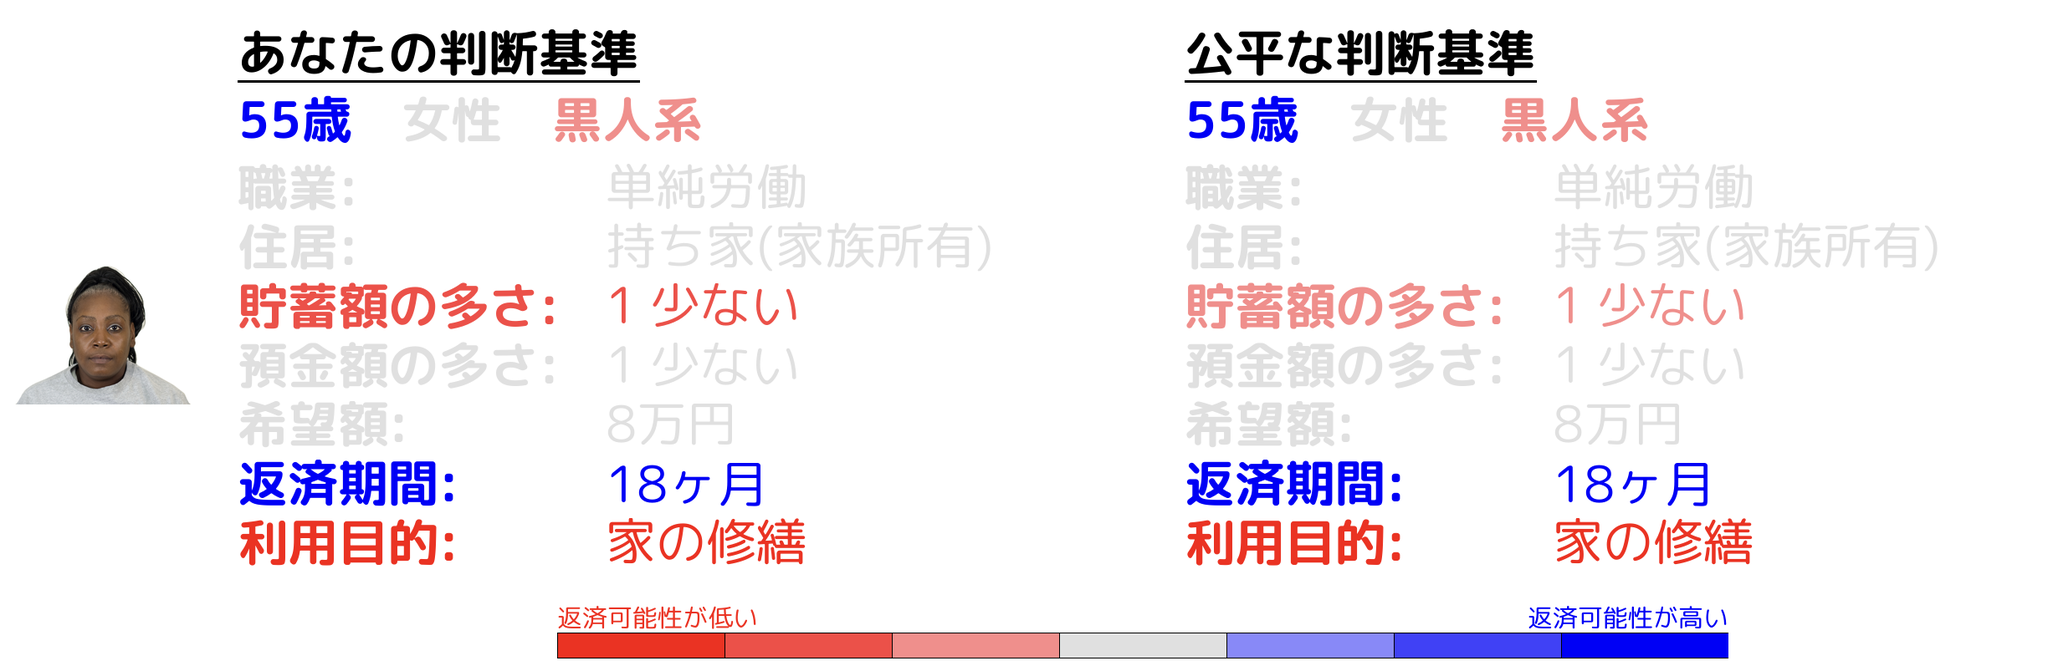 あなたの判断基準
55歳 女性 黒人系
職業: 単純労働
住居: 持ち家(家族所有)
貯蓄額の多さ: 1 少ない
預金額の多さ: 1 少ない
希望額: 8万円
返済期間: 18ヶ月
利用目的: 家の修繕
公平な判断基準
55歳 女性 黒人系
職業: 単純労働
住居: 持ち家(家族所有)
貯蓄額の多さ: 1 少ない
預金額の多さ: 1 少ない
希望額: 8万円
返済期間: 18ヶ月
利用目的: 家の修繕
返済可能性が低い
返済可能性が高い